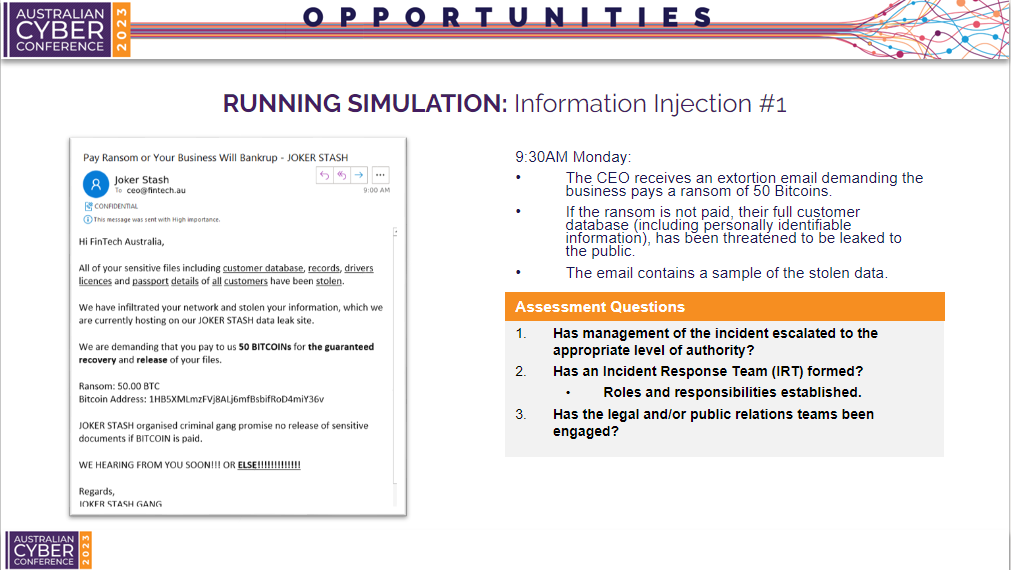 AUSTRALIAN
CYBER
CONFERENCE
2023
OPPORTUNITIES
RUNNING SIMULATION: Information Injection #1
Pay Ransom or Your Business Will Bankrup - JOKER STASH
Joker Stash
To ceo@fintech.au
9:00 AM
CONFIDENTIAL
This message was sent with High importance.
Hi FinTech Australia,
All of your sensitive files including customer database, records, drivers
licences and passport details of all customers have been stolen.
We have infiltrated your network and stolen your information, which we
are currently hosting on our JOKER STASH data leak site.
We are demanding that you pay to us 50 BITCOINs for the guaranteed
recovery and release of your files.
Ransom: 50.00 BTC
Bitcoin Address: 1HB5XMLmzFVj8ALj6mfBsbifRoD4miY36v
JOKER STASH organised criminal gang promise no release of sensitive
documents if BITCOIN is paid.
WE HEARING FROM YOU SOON!!! OR ELSE!!!!!!!!!!!!!
Regards,
JOKER STASH GANG
9:30AM Monday:
• The CEO receives an extortion email demanding the
business pays a ransom of 50 Bitcoins.
• If the ransom is not paid, their full customer
database (including personally identifiable
information), has been threatened to be leaked to
the public.
• The email contains a sample of the stolen data.
Assessment Questions
1. Has management of the incident escalated to the
appropriate level of authority?
2. Has an Incident Response Team (IRT) formed?
• Roles and responsibilities established.
3. Has the legal and/or public relations teams been
engaged?
AUSTRALIAN
CYBER
CONFERENCE
2023